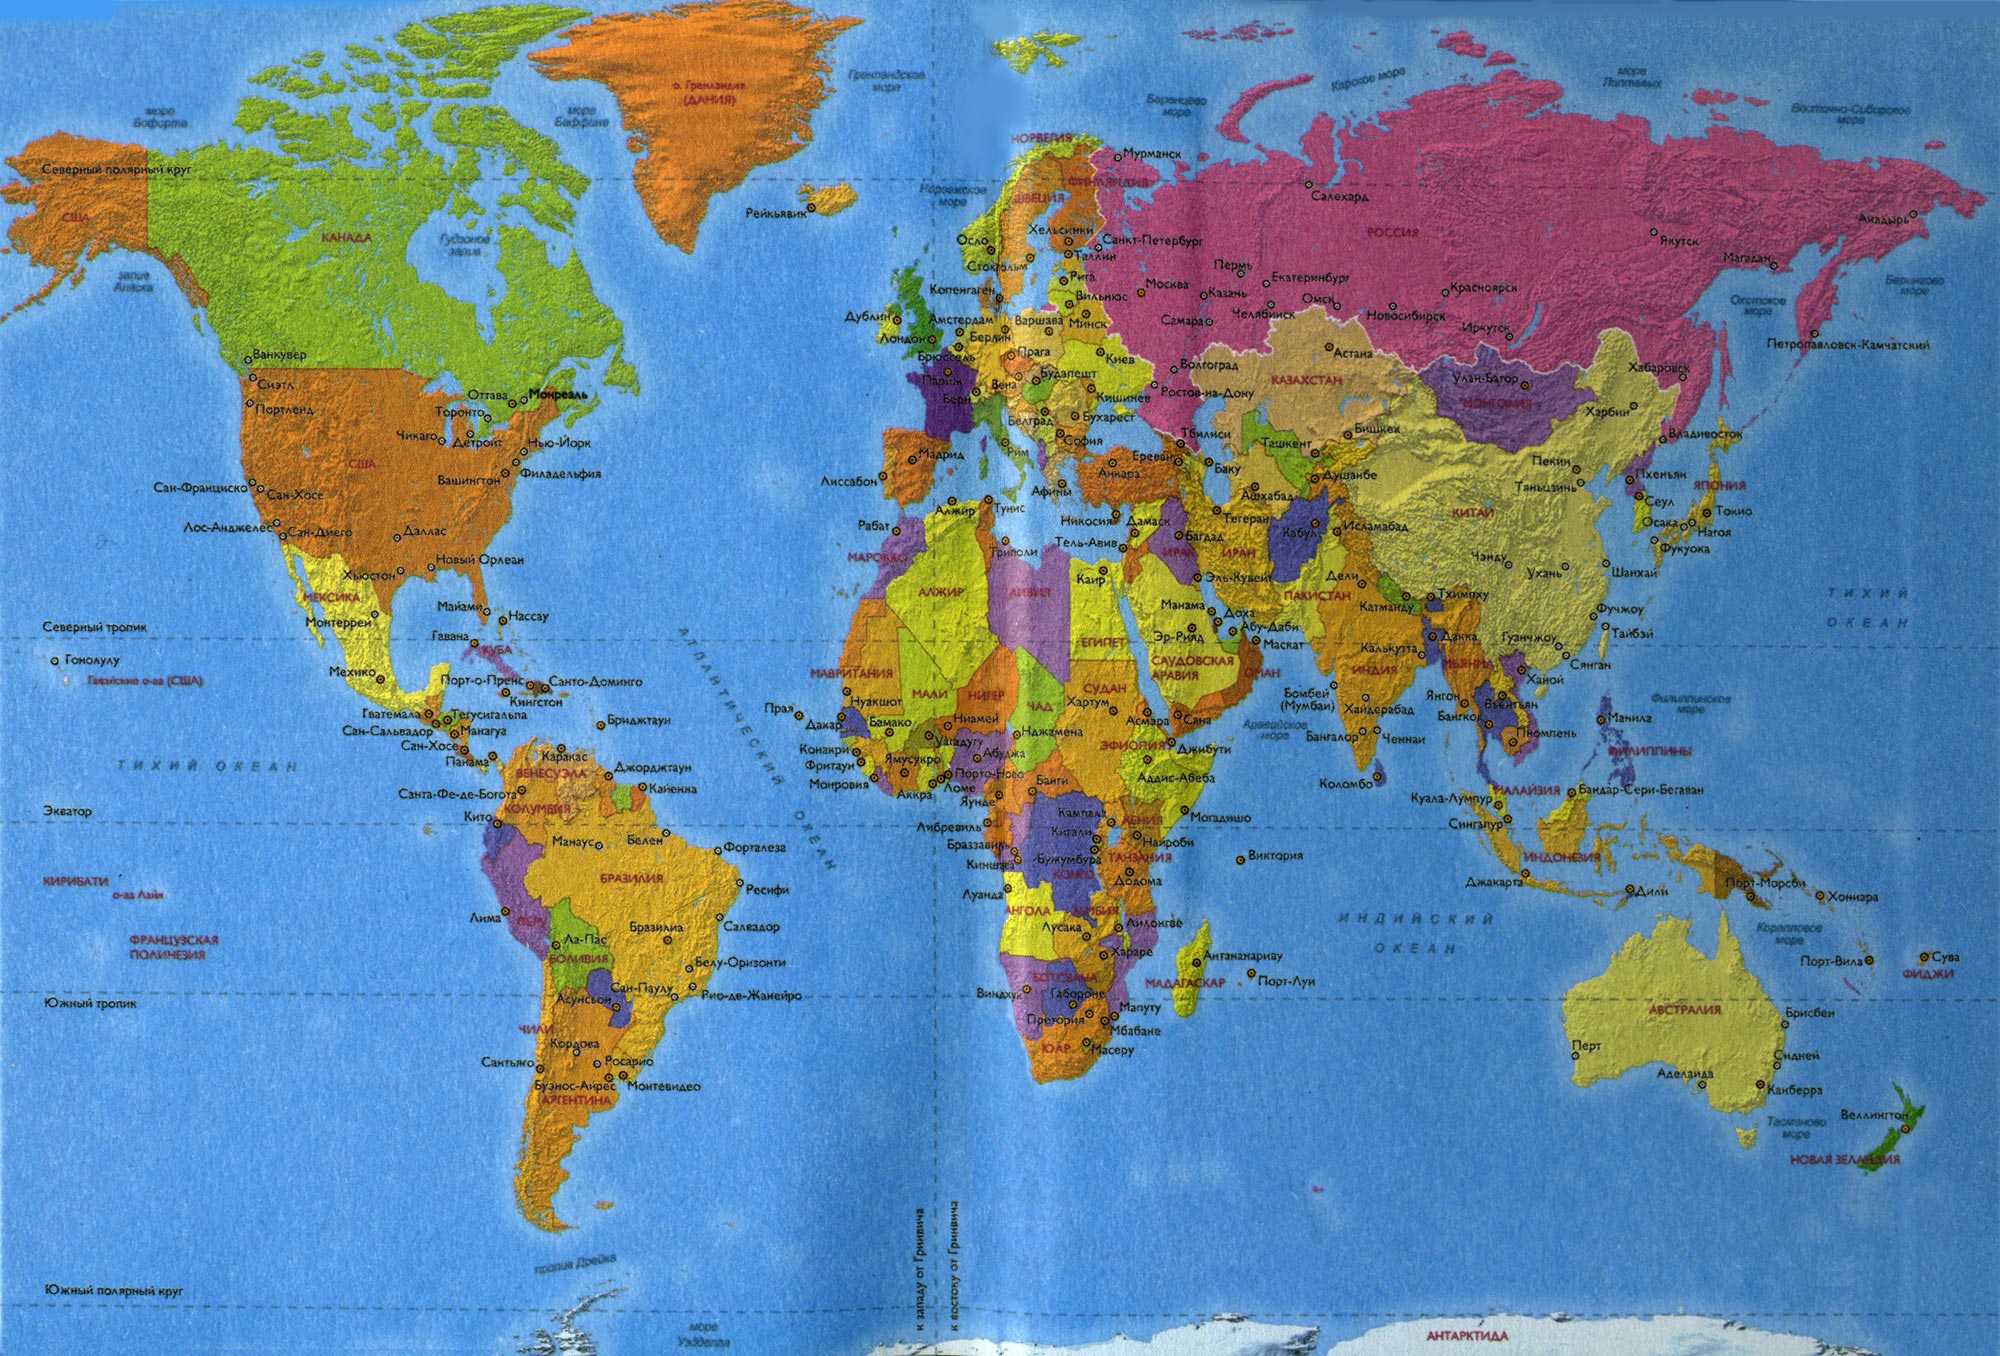 Гренландское
море
море
Бофорта
море
Баффина
о. Гренландия
(ДАНИЯ)
Баренцево
море
Карское море
море
Лаптевых
Восточно-Сибирское
море
НОРВЕГИЯ
Мурманск
Северный полярный круг
США
КАНАДА
Гудзонов
залив
залив
Аляска
Рейкьявик
Норвежское
море
ШВЕЦИЯ
ФИНЛЯНДИЯ
Салехард
РОССИЯ
Якутск
Анадырь
Магадан
Берингово
море
Охотское
море
Осло
Хельсинки
Санкт-Петербург
Стокгольм
Таллин
Рига
Пермь
Екатеринбург
Копенгаген
Вильнюс
Москва
Казань
Омск
Красноярск
Дублин
Амстердам
Варшава
Минск
Самара
Челябинск
Новосибирск
Иркутск
Лондон
Берлин
Брюссель
Прага
Киев
Астана
Петропавловск-Камчатский
Ванкувер
Сиэтл
Париж
Вена
Будапешт
Волгоград
КАЗАХСТАН
Улан-Батор
Хабаровск
Оттава
Монреаль
Берн
Кишинев
Ростов-на-Дону
МОНГОЛИЯ
Харбин
Портленд
Торонто
Белград
Бухарест
Чикаго
Детройт
Нью-Йорк
София
Тбилиси
Ташкент
Бишкек
Владивосток
США
Филадельфия
Вашингтон
Мадрид
Рим
Анкара
Ереван
Баку
Душанбе
Пекин
Тяньцзинь
Пхеньян
ЯПОНИЯ
Сан-Франциско
Сан-Хосе
Лиссабон
Афины
Ашхабад
Сеул
Токио
Лос-Анджелес
Сан-Диего
Даллас
Рабат
Алжир
Тунис
Никосия
Дамаск
Тегеран
Кабул
Исламабад
КИТАЙ
Осака
Нагоя
Фукуока
Новый Орлеан
Хьюстон
МАРОККО
Триполи
Тель-Авив
Багдад
ИРАК
ИРАН
Чэнду
Ухань
Шанхай
МЕКСИКА
Монтеррей
Майами
Нассау
АЛЖИР
ЛИВИЯ
Каир
Эль-Кувейт
ПАКИСТАН
Дели
Катманду
Тхимпху
Фучжоу
ТИХИЙ
ОКЕАН
Северный тропик
Гавана
КУБА
АТЛАНТИЧЕСКИЙ ОКЕАН
ЕГИПЕТ
Манама
Доха
Эр-Рияд
Абу-Даби
Маскат
Дакка
Калькутта
Гуанчжоу
Тайбэй
Сянган
Гонолулу
Гавайские о-ва (США)
Мехико
Порт-о-Пренс
Санто-Доминго
Кингстон
МАВРИТАНИЯ
МАЛИ
НИГЕР
ЧАД
СУДАН
САУДОВСКАЯ
АРАВИЯ
ОМАН
ИНДИЯ
МЬЯНМА
Ханой
Филиппинское
море
Гватемала
Тегусигальпа
Сан-Сальвадор
Манагуа
Бриджтаун
Прая
Дакар
Нуакшот
Бамако
Ниамей
Хартум
Асмэра
Сана
Аравийское
море
Бомбей
(Мумбаи)
Хайдерабад
Янгон
Бангкок
Вьентьян
Манила
Сан-Хосе
Панама
Каракас
ВЕНЕСУЭЛА
Джорджтаун
Конакри
Фритаун
Ямусукро
Уагадугу
Абуджа
Нджамена
ЭФИОПИЯ
Джибути
Бангалор
Ченнаи
Пномпень
ФИЛИППИНЫ
ТИХИЙ ОКЕАН
Санта-Фе-де-Богота
КОЛУМБИЯ
Кайенна
Монровия
Аккра
Порто-Ново
Ломе
Яунде
Банги
Аддис-Абеба
Коломбо
Куала-Лумпур
МАЛАЙЗИЯ
Бандар-Сери-Бегаван
Экватор
Кито
Манаус
Белен
Форталеза
Либревиль
Браззавиль
Киншаса
Кампала
Кигали
Бужумбура
КОНГО
КЕНИЯ
Найроби
ТАНЗАНИЯ
Додома
Могадишо
Виктория
Сингапур
ИНДОНЕЗИЯ
Джакарта
Дили
Порт-Морсби
Хониара
КИРИБАТИ
о-ва Лайн
БРАЗИЛИЯ
Ресифи
Луанда
АНГОЛА
ЗАМБИЯ
Лилонгве
ИНДИЙСКИЙ
ОКЕАН
Коралловое
море
Лима
ПЕРУ
Ла-Пас
БОЛИВИЯ
Бразилиа
Салвадор
Лусака
Хараре
Антананариву
МАДАГАСКАР
Порт-Луи
Порт-Вила
Сува
ФИДЖИ
ФРАНЦУЗСКАЯ
ПОЛИНЕЗИЯ
Белу-Оризонти
Сан-Паулу
Рио-де-Жанейро
Асунсьон
Виндхук
БОТСВАНА
Габороне
Претория
Мапуту
Мбабане
Масеру
ЮАР
АВСТРАЛИЯ
Брисбен
Южный тропик
ЧИЛИ
Кордова
Сантьяго
Росарио
Буэнос-Айрес
Монтевидео
АРГЕНТИНА
Перт
Аделаида
Сидней
Канберра
Тасманово
море
Веллингтон
НОВАЯ ЗЕЛАНДИЯ
к западу от Гринвича
к востоку от Гринвича
пролив Дрейка
Южный полярный круг
море
Уэдделла
АНТАРКТИДА